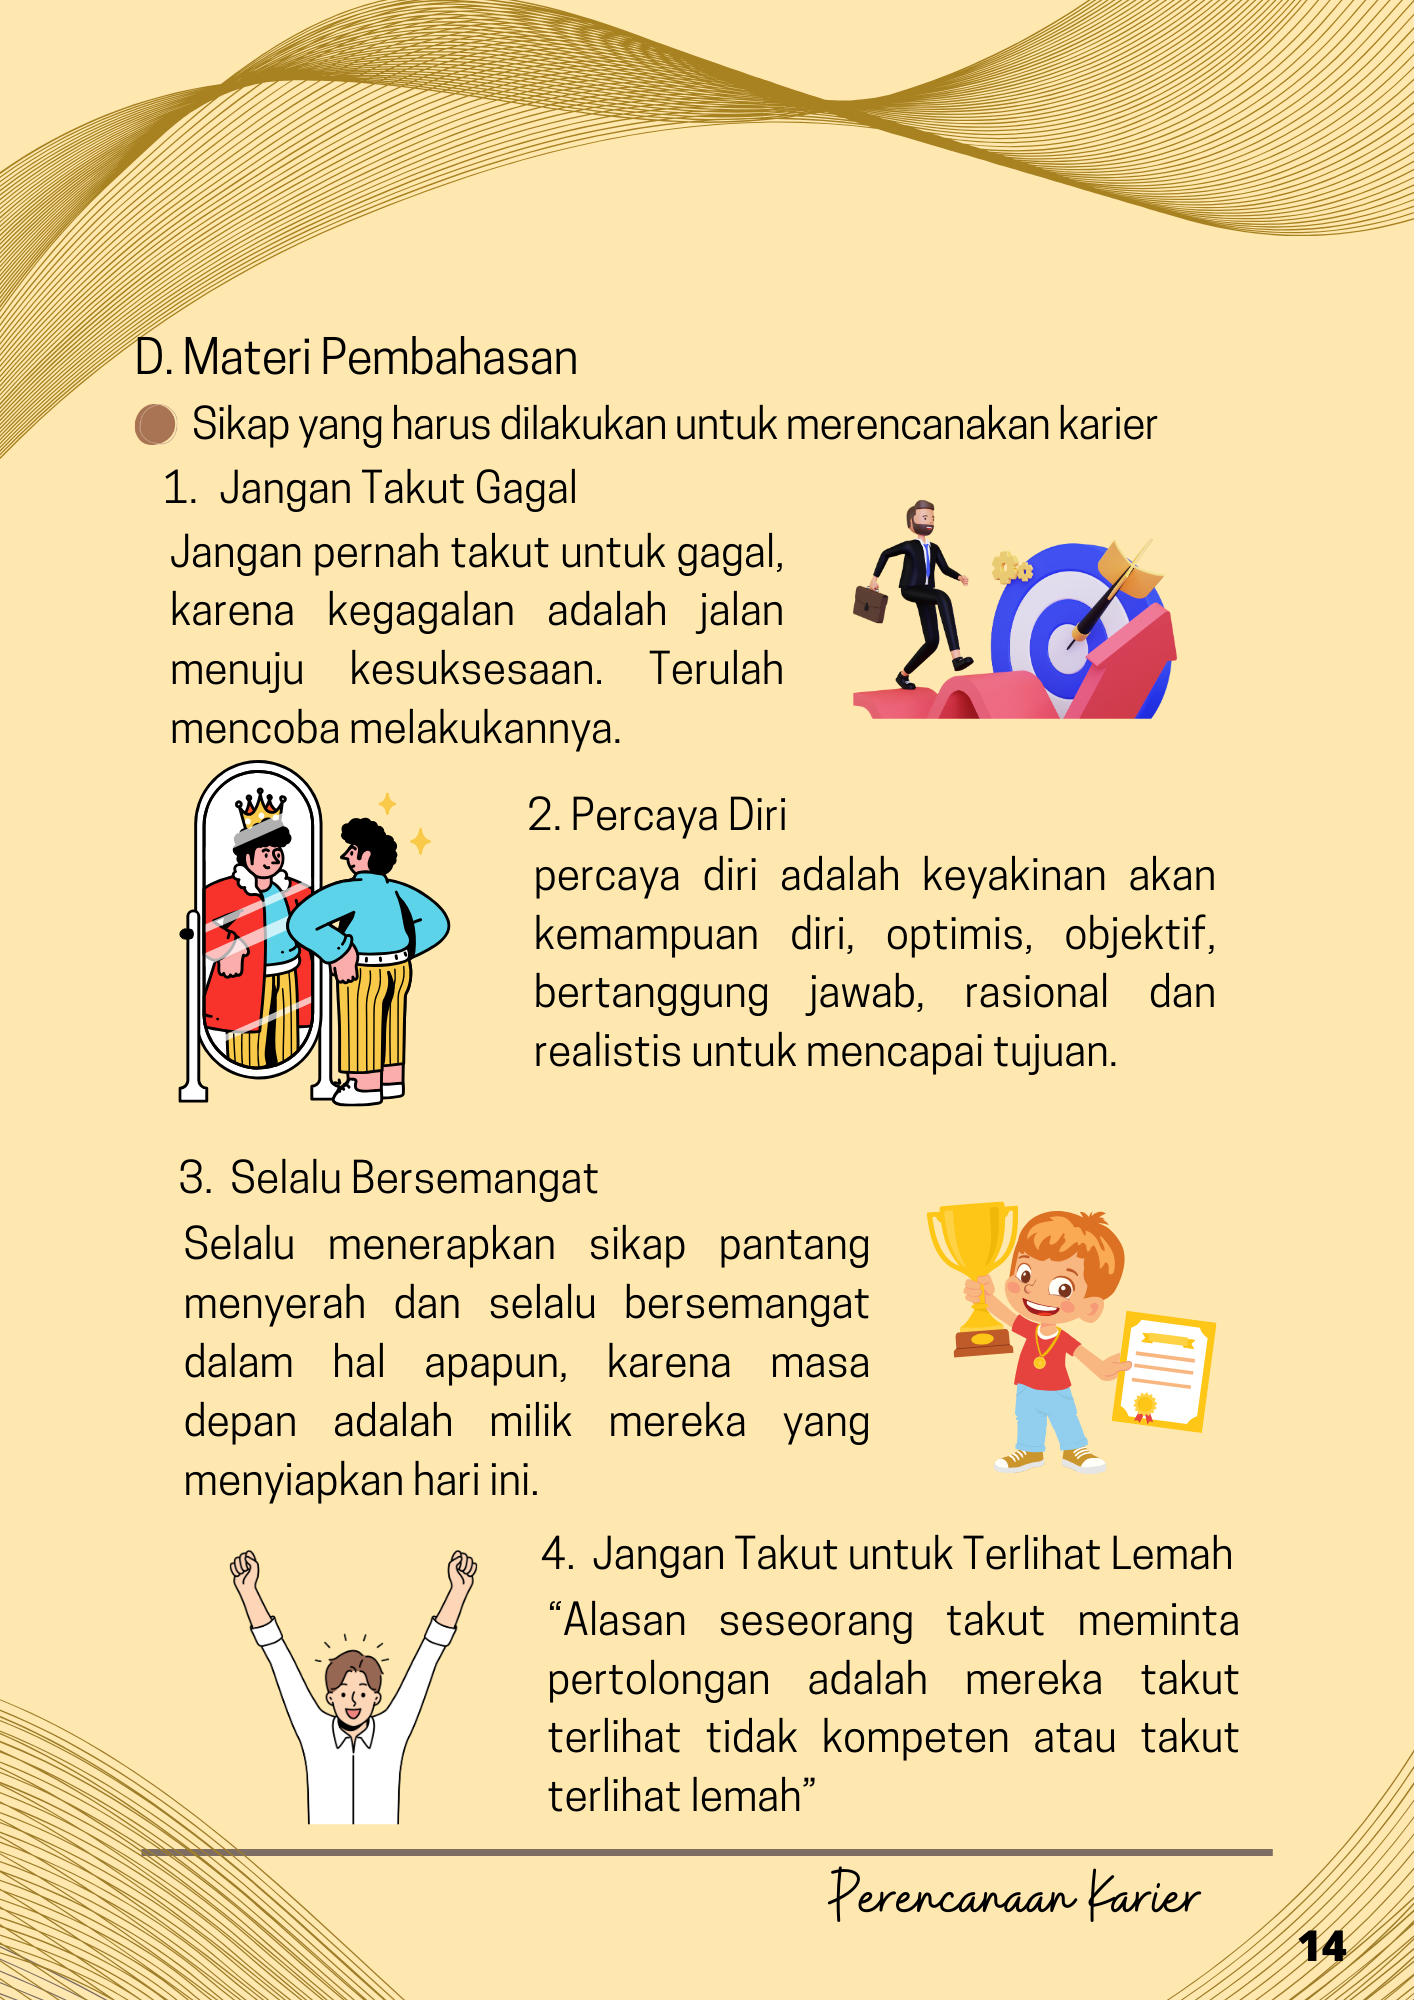 D. Materi Pembahasan
Sikap yang harus dilakukan untuk merencanakan karier
1. Jangan Takut Gagal
Jangan pernah takut untuk gagal,
karena kegagalan adalah jalan
menuju kesuksesaan. Terulah
mencoba melakukannya.
2. Percaya Diri
percaya diri adalah keyakinan akan
kemampuan diri, optimis, objektif,
bertanggung jawab, rasional dan
realistis untuk mencapai tujuan.
3. Selalu Bersemangat
Selalu menerapkan sikap pantang
menyerah dan selalu bersemangat
dalam hal apapun, karena masa
depan adalah milik mereka yang
menyiapkan hari ini.
4. Jangan Takut untuk Terlihat Lemah
“Alasan seseorang takut meminta
pertolongan adalah mereka takut
terlihat tidak kompeten atau takut
terlihat lemah”
Perencanaan Karier
14